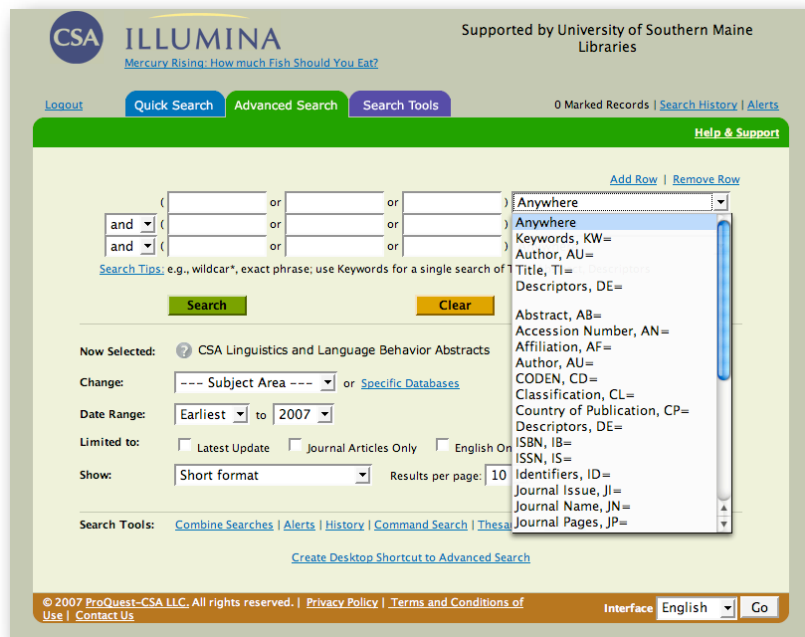 CSA ILLUMINA
Supported by University of Southern Maine
Libraries
Mercury Rising: How much Fish Should You Eat?
Logout Quick Search Advanced Search Search Tools 0 Marked Records | Search History | Alerts
Help & Support
Add Row | Remove Row
( or or ) Anywhere
and ( or or )
and ( or or )
Anywhere
Keywords, KW=
Author, AU=
Title, TI=
Descriptors, DE=
Abstract, AB=
Accession Number, AN=
Affiliation, AF=
Author, AU=
CODEN, CD=
Classification, CL=
Country of Publication, CP=
Descriptors, DE=
ISBN, IB=
ISSN, IS=
Identifiers, ID=
Journal Issue, JI=
Journal Name, JN=
Journal Pages, JP=
Search Tips: e.g., wildcar*, exact phrase; use Keywords for a single search of
Search Clear
Now Selected: ? CSA Linguistics and Language Behavior Abstracts
Change: --- Subject Area --- or Specific Databases
Date Range: Earliest to 2007
Limited to: Latest Update Journal Articles Only English
Show: Short format Results per page: 10
Search Tools: Combine Searches | Alerts | History | Command Search |
Create Desktop Shortcut to Advanced Search
© 2007 ProQuest-CSA LLC. All rights reserved. | Privacy Policy | Terms and Conditions of
Use | Contact Us
Interface English Go